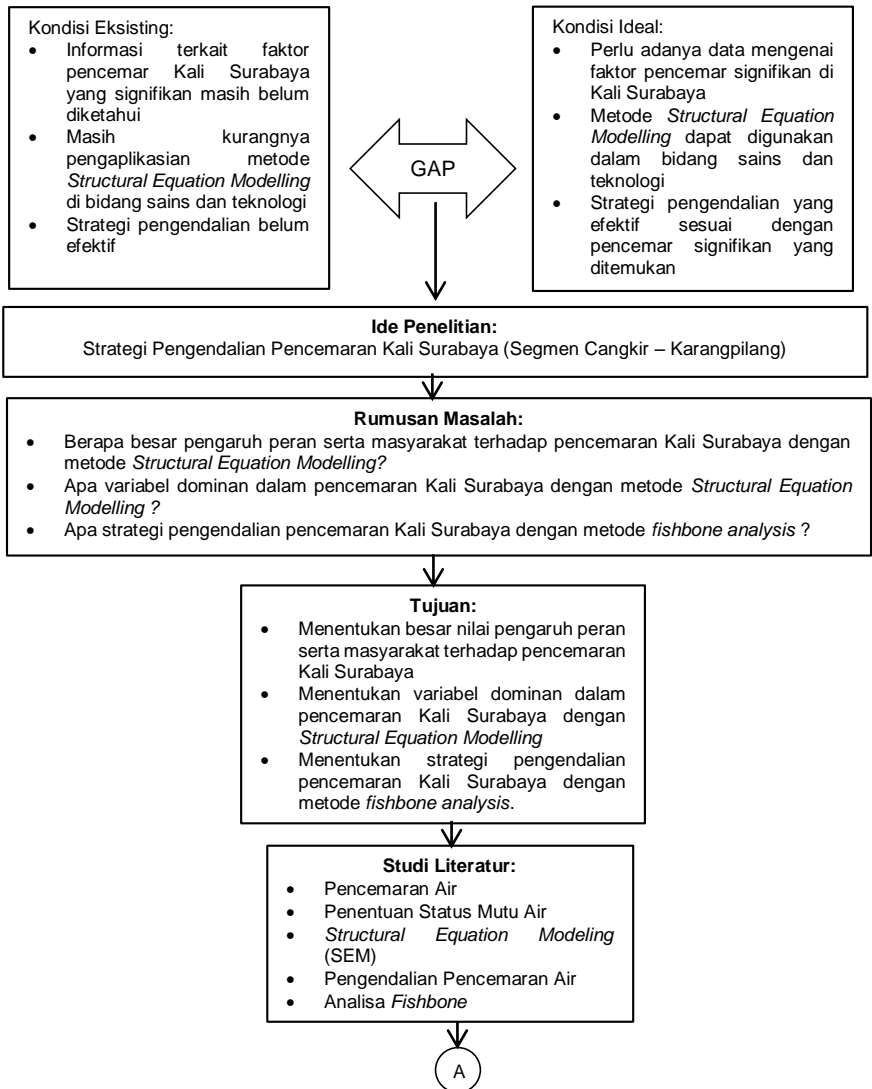 Kondisi Eksisting:
• Informasi terkait faktor
pencemar Kali Surabaya
yang signifikan masih belum
diketahui
• Masih kurangnya
pengaplikasian metode
Structural Equation Modelling
di bidang sains dan teknologi
• Strategi pengendalian belum
efektif
GAP
Kondisi Ideal:
• Perlu adanya data mengenai
faktor pencemar signifikan di
Kali Surabaya
• Metode Structural Equation
Modelling dapat digunakan
dalam bidang sains dan
teknologi
• Strategi pengendalian yang
efektif sesuai dengan
pencemar signifikan yang
ditemukan
Ide Penelitian:
Strategi Pengendalian Pencemaran Kali Surabaya (Segmen Cangkir – Karangpilang)
Rumusan Masalah:
• Berapa besar pengaruh peran serta masyarakat terhadap pencemaran Kali Surabaya dengan
metode Structural Equation Modelling?
• Apa variabel dominan dalam pencemaran Kali Surabaya dengan metode Structural Equation
Modelling ?
• Apa strategi pengendalian pencemaran Kali Surabaya dengan metode fishbone analysis ?
Tujuan:
• Menentukan besar nilai pengaruh peran
serta masyarakat terhadap pencemaran
Kali Surabaya
• Menentukan variabel dominan dalam
pencemaran Kali Surabaya dengan
Structural Equation Modelling
• Menentukan strategi pengendalian
pencemaran Kali Surabaya dengan
metode fishbone analysis.
Studi Literatur:
• Pencemaran Air
• Penentuan Status Mutu Air
• Structural Equation Modeling
(SEM)
• Pengendalian Pencemaran Air
• Analisa Fishbone
A